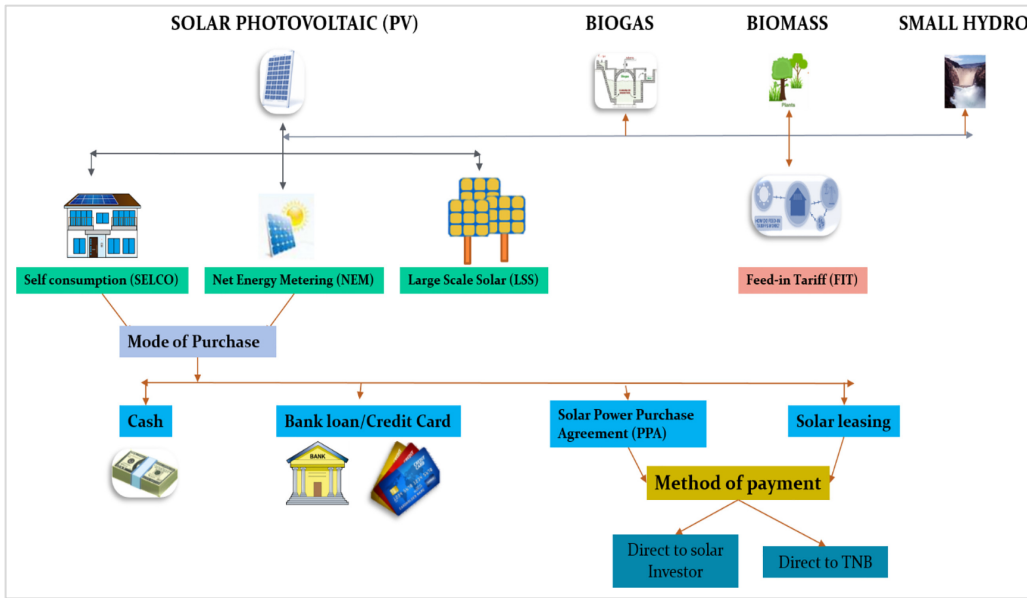 SOLAR PHOTOVOLTAIC (PV)
BIOGAS
BIOMASS
SMALL HYDRO
Plants
Self consumption (SELCO)
Net Energy Metering (NEM)
Large Scale Solar (LSS)
Feed-in Tariff (FIT)
Mode of Purchase
Cash
Bank loan/Credit Card
Solar Power Purchase
Agreement (PPA)
Solar leasing
BANK
Method of payment
Direct to solar
Investor
Direct to TNB